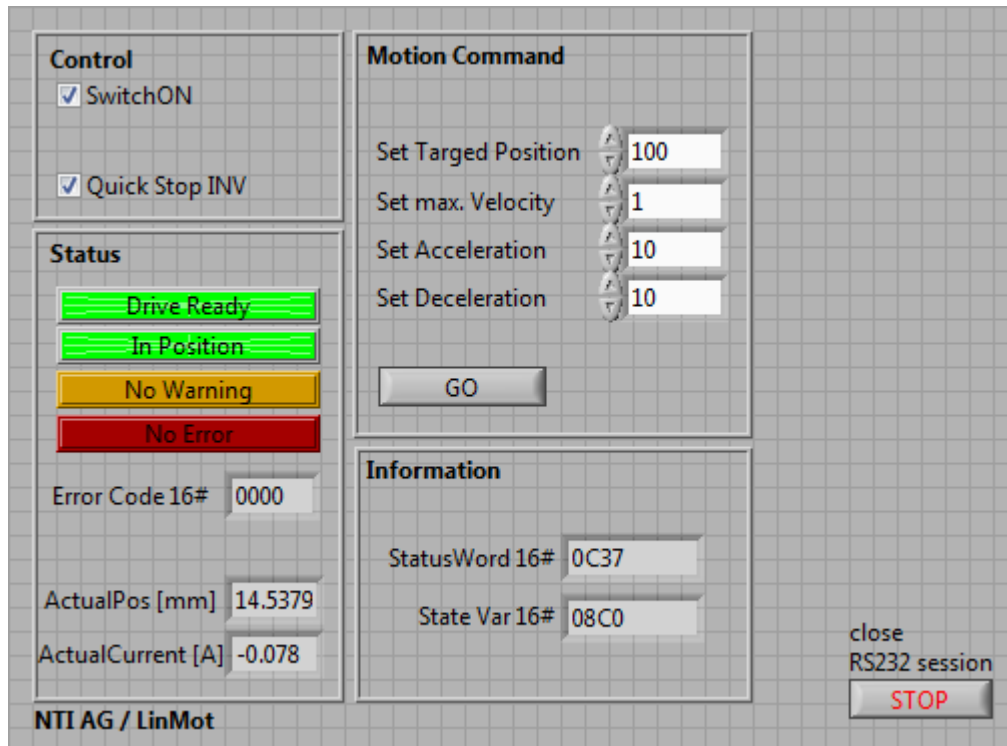 Control
SwitchON
Quick Stop INV
Status
Drive Ready
In Position
No Warning
No Error
Error Code 16# 0000
ActualPos [mm] 14.5379
ActualCurrent [A] -0.078
NTI AG / LinMot
Motion Command
Set Targed Position 100
Set max. Velocity 1
Set Acceleration 10
Set Deceleration 10
GO
Information
StatusWord 16# 0C37
State Var 16# 08C0
close
RS232 session
STOP